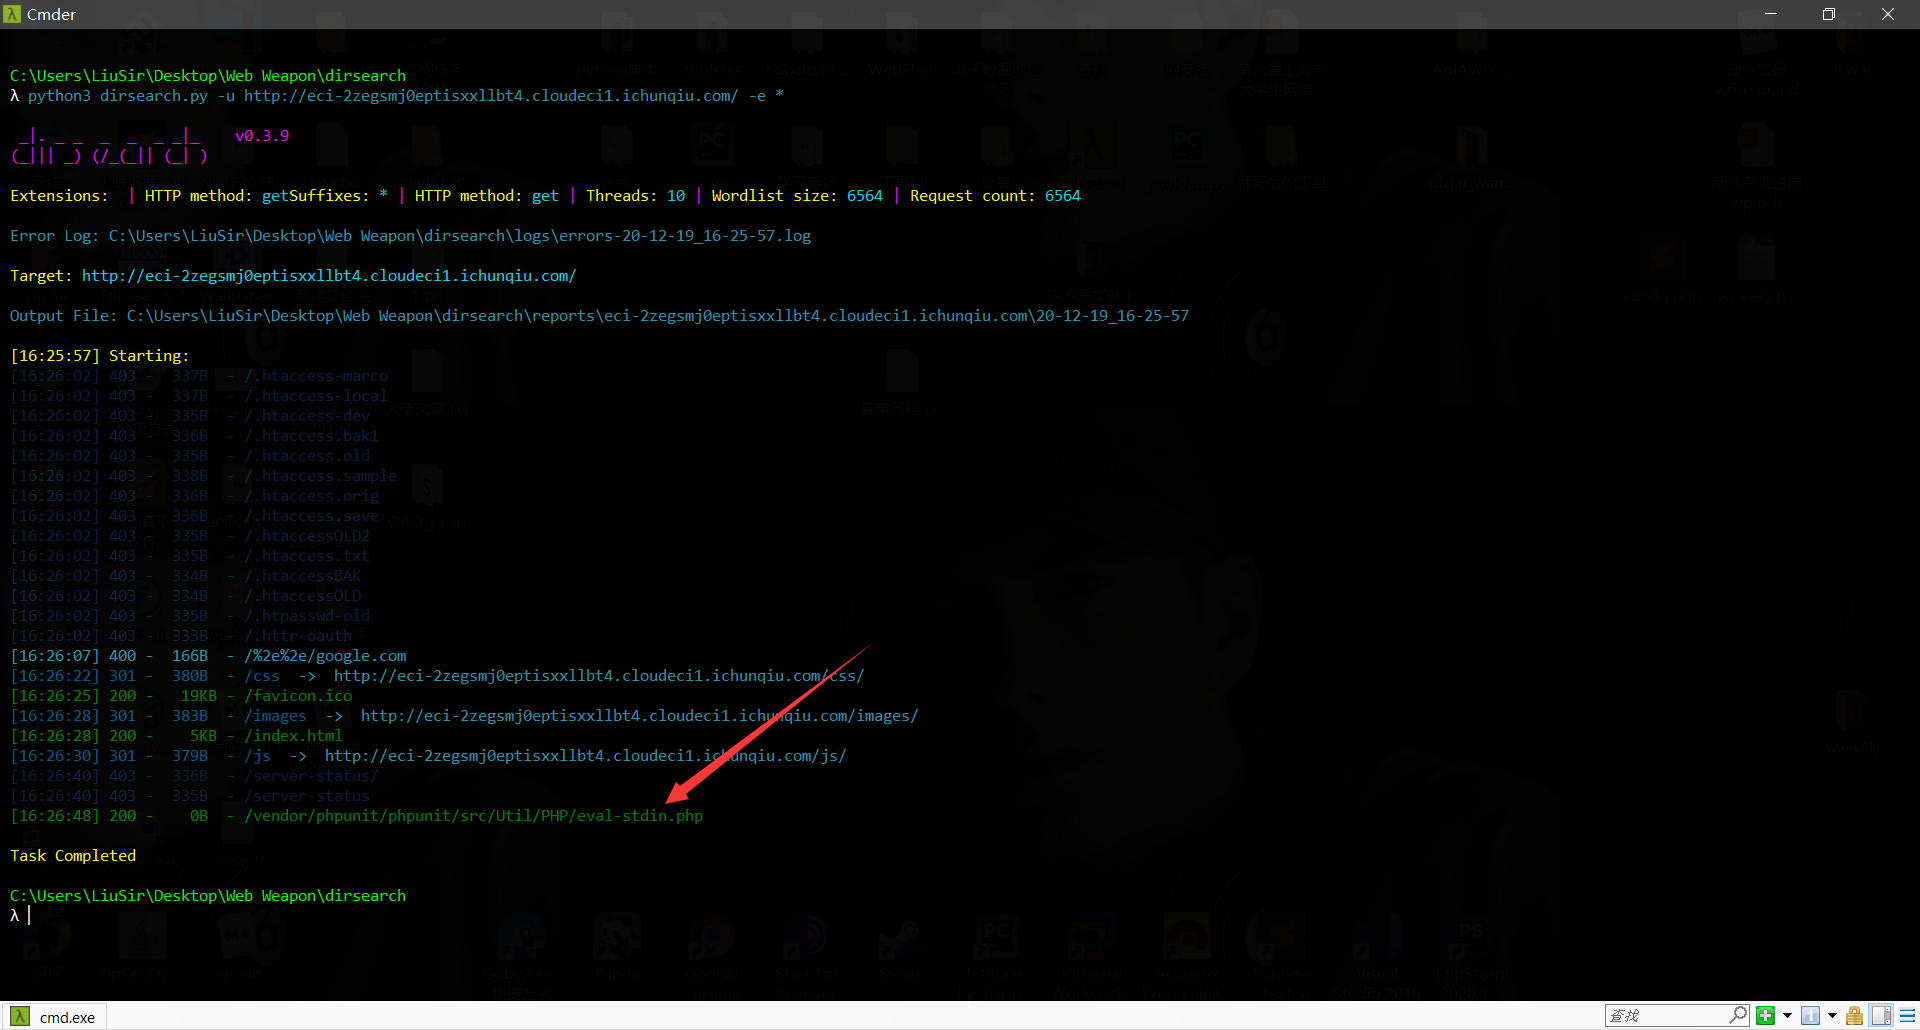 Cmder
C:\Users\LiuSir\Desktop\Web Weapon\dirsearch
λ python3 dirsearch.py -u http://eci-2zegsmj0eptisxxllbt4.cloudeci1.ichunqiu.com/ -e *
_|. _ _  _  _  _ _|_    v0.3.9
(_||| _) (/_(_|| (_| )
Extensions:  | HTTP method: getSuffixes: * | HTTP method: get | Threads: 10 | Wordlist size: 6564 | Request count: 6564
Error Log: C:\Users\LiuSir\Desktop\Web Weapon\dirsearch\logs\errors-20-12-19_16-25-57.log
Target: http://eci-2zegsmj0eptisxxllbt4.cloudeci1.ichunqiu.com/
Output File: C:\Users\LiuSir\Desktop\Web Weapon\dirsearch\reports\eci-2zegsmj0eptisxxllbt4.cloudeci1.ichunqiu.com\20-12-19_16-25-57
[16:25:57] Starting:
[16:26:02] 403 -  337B  - /.htaccess-marco
[16:26:02] 403 -  337B  - /.htaccess-local
[16:26:02] 403 -  335B  - /.htaccess-dev
[16:26:02] 403 -  336B  - /.htaccess.bak1
[16:26:02] 403 -  335B  - /.htaccess.old
[16:26:02] 403 -  338B  - /.htaccess.sample
[16:26:02] 403 -  336B  - /.htaccess.orig
[16:26:02] 403 -  336B  - /.htaccess.save
[16:26:02] 403 -  335B  - /.htaccessOLD2
[16:26:02] 403 -  335B  - /.htaccess.txt
[16:26:02] 403 -  334B  - /.htaccessBAK
[16:26:02] 403 -  334B  - /.htaccessOLD
[16:26:02] 403 -  335B  - /.htpasswd-old
[16:26:02] 403 -  333B  - /.httr-oauth
[16:26:07] 400 -  166B  - /%2e%2e/google.com
[16:26:22] 301 -  380B  - /css  ->  http://eci-2zegsmj0eptisxxllbt4.cloudeci1.ichunqiu.com/css/
[16:26:25] 200 -   19KB - /favicon.ico
[16:26:28] 301 -  383B  - /images  ->  http://eci-2zegsmj0eptisxxllbt4.cloudeci1.ichunqiu.com/images/
[16:26:28] 200 -    5KB - /index.html
[16:26:30] 301 -  379B  - /js  ->  http://eci-2zegsmj0eptisxxllbt4.cloudeci1.ichunqiu.com/js/
[16:26:40] 403 -  336B  - /server-status/
[16:26:40] 403 -  335B  - /server-status
[16:26:48] 200 -    0B  - /vendor/phpunit/phpunit/src/Util/PHP/eval-stdin.php
Task Completed
C:\Users\LiuSir\Desktop\Web Weapon\dirsearch
λ
cmd.exe
查找